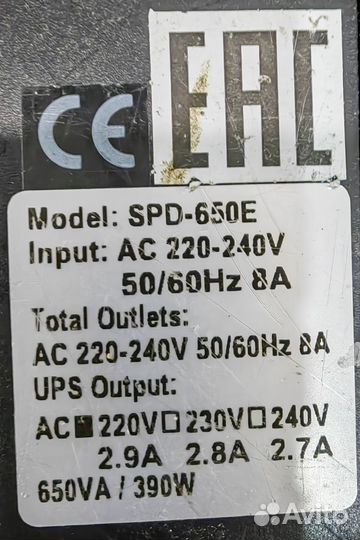 CE EAC
Model: SPD-650E
Input: AC 220-240V
50/60Hz 8A
Total Outlets:
AC 220-240V 50/60Hz 8A
UPS Output:
AC■220V□230V□240V
2.9A 2.8A 2.7A
650VA / 390W
Avito